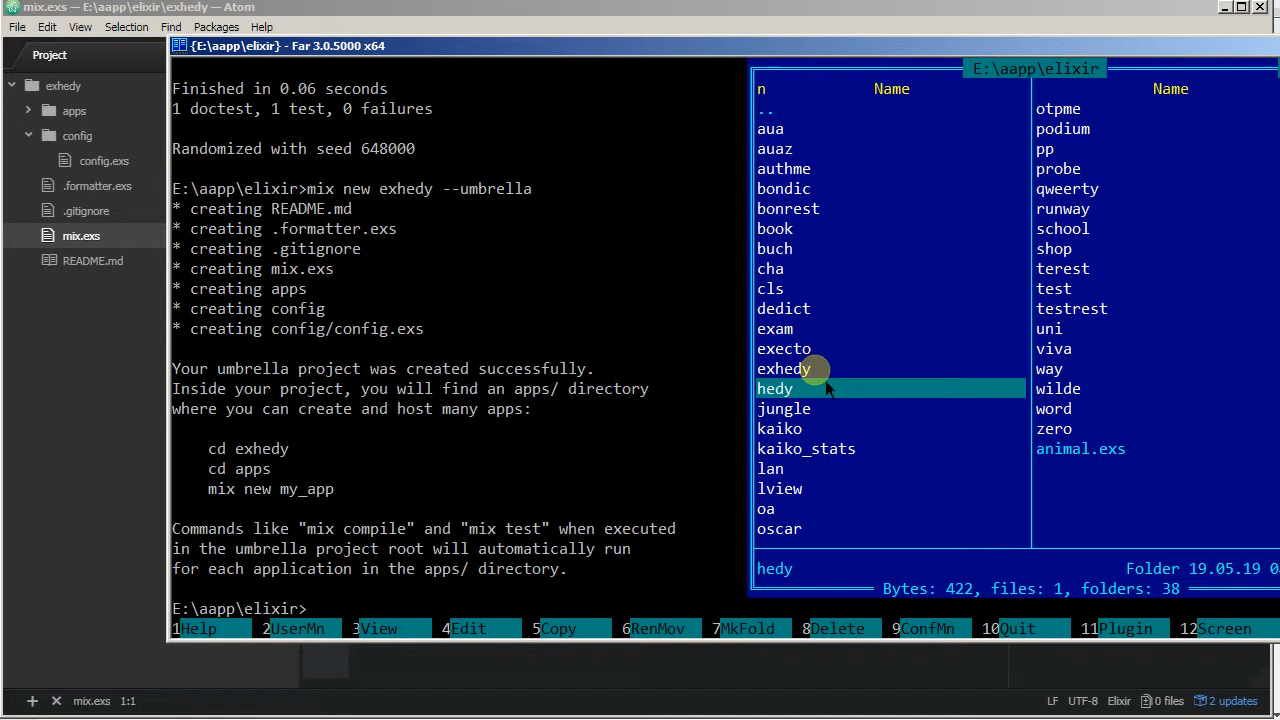 mix.exs — E:\aapp\elixir\exhedy — Atom
File Edit View Selection Find Packages Help
Project
exhedy
apps
config
config.exs
.formatter.exs
.gitignore
mix.exs
README.md
{E:\aapp\elixir} - Far 3.0.5000 x64
Finished in 0.06 seconds
1 doctest, 1 test, 0 failures
Randomized with seed 648000
E:\aapp\elixir>mix new exhedy --umbrella
* creating README.md
* creating .formatter.exs
* creating .gitignore
* creating mix.exs
* creating apps
* creating config
* creating config/config.exs
Your umbrella project was created successfully.
Inside your project, you will find an apps/ directory
where you can create and host many apps:
cd exhedy
cd apps
mix new my_app
Commands like "mix compile" and "mix test" when executed
in the umbrella project root will automatically run
for each application in the apps/ directory.
E:\aapp\elixir>
E:\aapp\elixir
n Name
..
aua
auaz
authme
bondic
bonrest
book
buch
cha
cls
dedict
exam
execto
exhedy
hedy
jungle
kaiko
kaiko_stats
lan
lview
oa
oscar
Name
otpme
podium
pp
probe
qweerty
runway
school
shop
terest
test
testrest
uni
viva
way
wilde
word
zero
animal.exs
hedy Folder 19.05.19
Bytes: 422, files: 1, folders: 38
1Help 2UserMn 3View 4Edit 5Copy 6RenMov 7MkFold 8Delete 9ConfMn 10Quit 11Plugin 12Screen
mix.exs 1:1 LF UTF-8 Elixir 0 files 2 updates